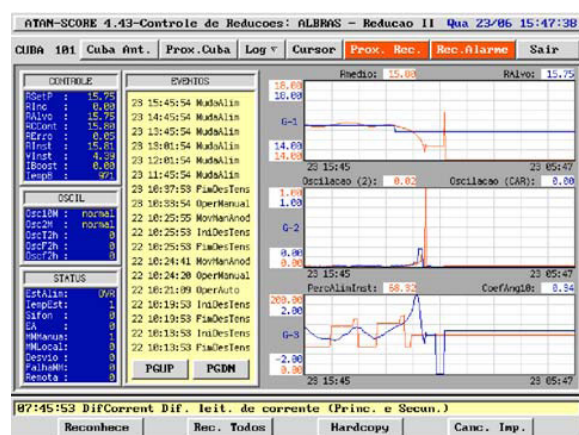 ATAN-SCORE 4.43-Controle de Reducoes: ALBRAS - Reducao II Qua 23/06 15:47:38
CUBA 101 Cuba Ant. Prox.Cuba Log Cursor Prox. Rec. Rec.Alarme Sair
CONTROLE
RSetP : 15.75
RInc : 0.00
RAlvo : 15.75
RCCont : 15.80
RErro : 0.05
RInst : 15.81
VInst : 4.39
IBoost : 0.00
TempB : 971
OSCIL
Osc10M : normal
Osc2M : normal
OscT2h : 0
OscF2h : 0
Oscf2h : 0
STATUS
EstAlim: OVR
TempEst: 1
Sifon : 0
EA : 0
MMManua: 1
MMLocal: 0
Desvio : 0
FalhaMM: 0
Remota : 0
EVENTOS
23 15:45:54 MudaAlim
23 14:45:54 MudaAlim
23 13:45:54 MudaAlim
23 13:01:54 MudaAlim
23 12:01:54 MudaAlim
23 11:45:54 MudaAlim
23 10:37:53 FimDesTens
23 10:33:54 OperManual
22 10:25:55 MovManAnod
22 10:25:53 IniDesTens
22 10:25:53 FimDesTens
22 10:24:41 MovManAnod
22 10:24:20 OperManual
22 10:21:09 OperAuto
22 10:19:53 IniDesTens
22 10:19:53 FimDesTens
22 10:13:53 IniDesTens
22 10:13:53 FimDesTens
PGUP PGDN
Rmedio: 15.80 RAlvo: 15.75
18.00
18.00
G-1
14.00
14.00
23 15:45 23 05:47
Oscilacao (2): 0.02 Oscilacao (CAR): 0.00
1.00
1.00
G-2
0.00
0.00
23 15:45 23 05:47
PercAlimInst: 68.32 CoefAng10: 0.34
200.00
2.00
G-3
-2.00
0.00
23 15:45 23 05:47
07:45:53 DifCorrent Dif. leit. de corrente (Princ. e Secun.)
Reconhece Rec. Todos Hardcopy Canc. Imp.